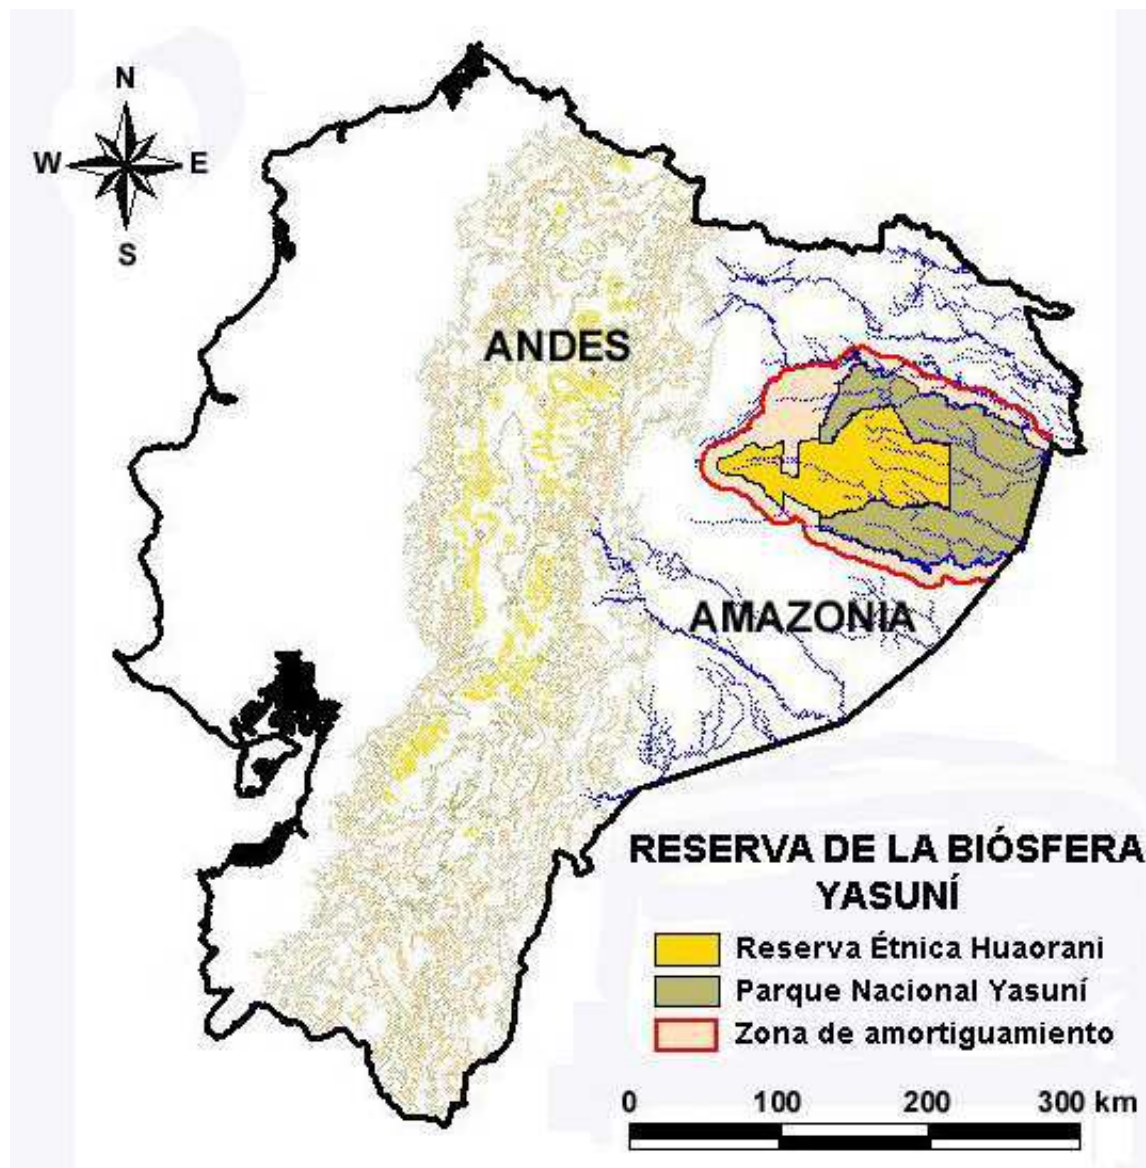 N
W E
S
ANDES
AMAZONIA
RESERVA DE LA BIÓSFERA
YASUNÍ
Reserva Étnica Huaorani
Parque Nacional Yasuní
Zona de amortiguamiento
0 100 200 300 km